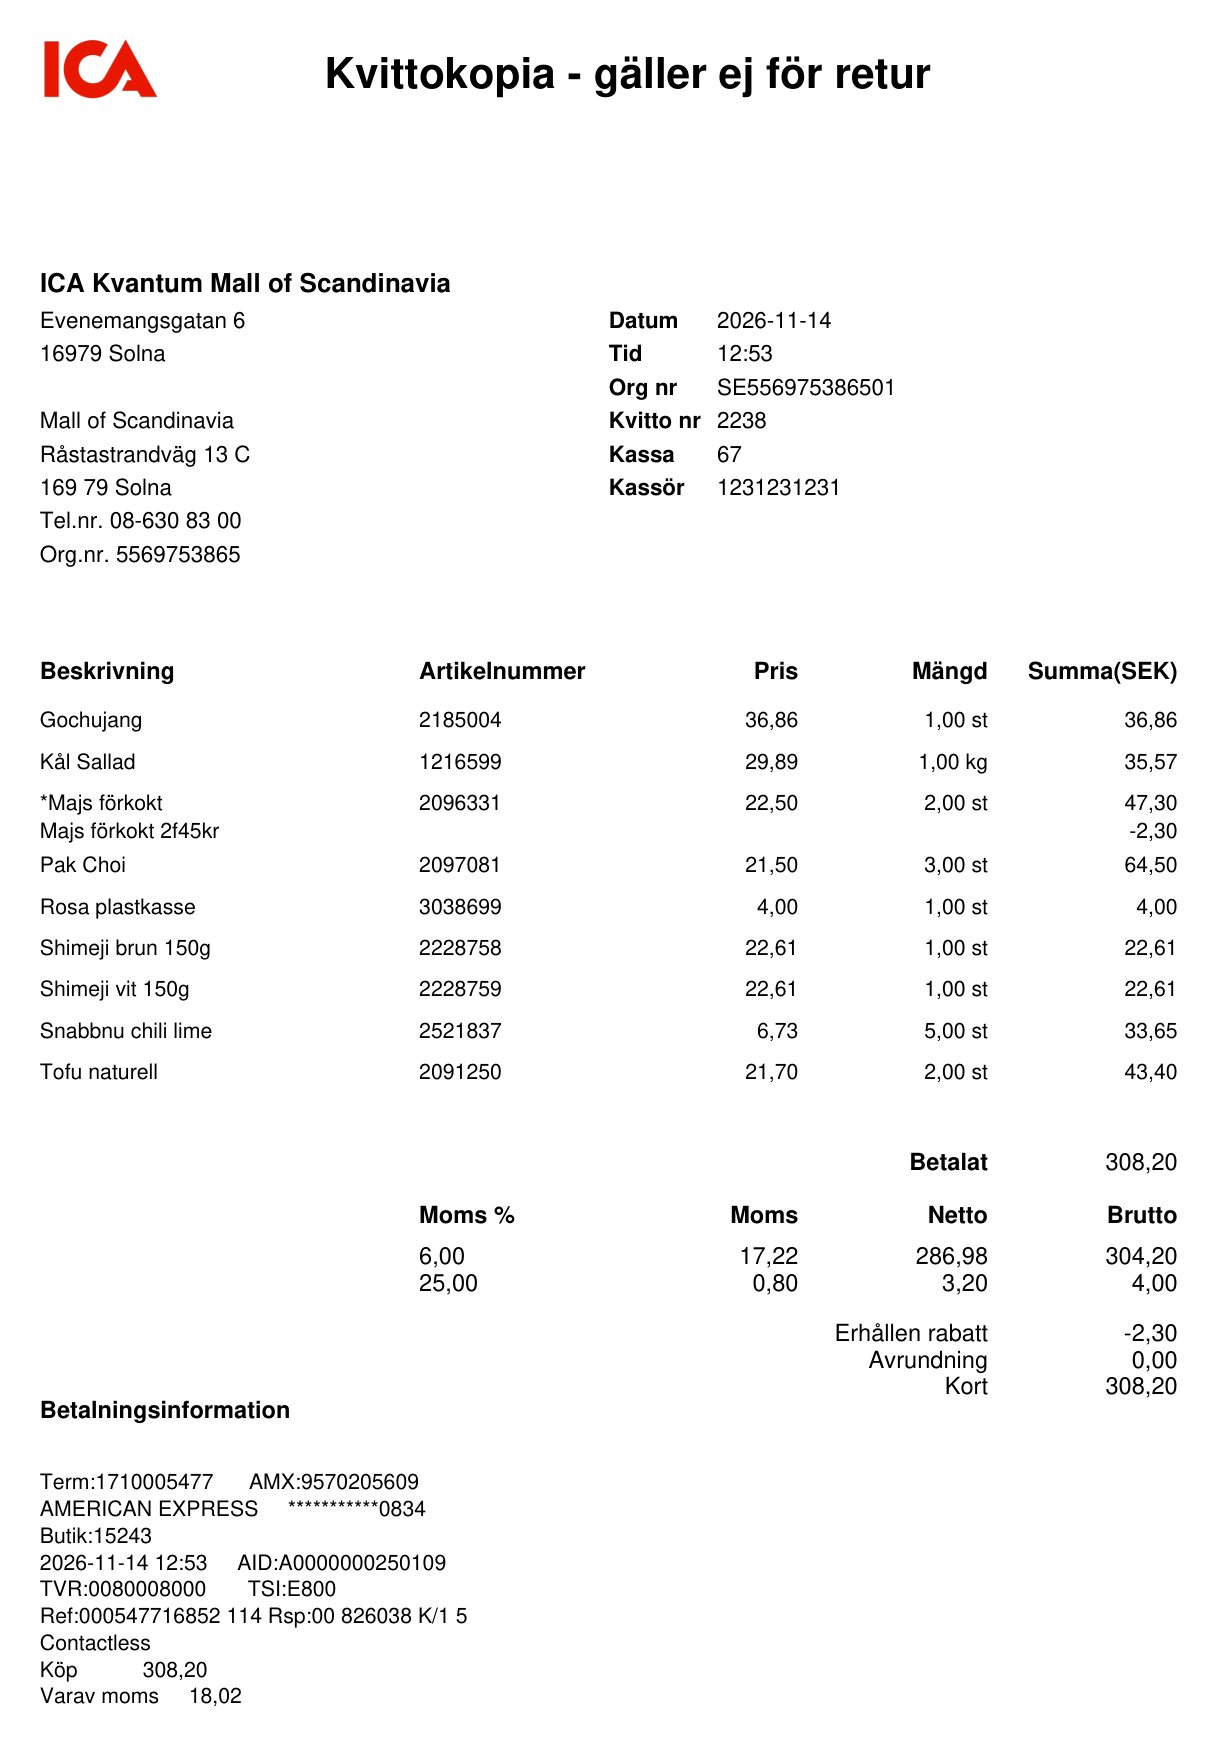 ICA
Kvittokopia - gäller ej för retur
ICA Kvantum Mall of Scandinavia
Evenemangsgatan 6
16979 Solna
Mall of Scandinavia
Råstastrandväg 13 C
169 79 Solna
Tel.nr. 08-630 83 00
Org.nr. 5569753865
Datum 2026-11-14
Tid 12:53
Org nr SE556975386501
Kvitto nr 2238
Kassa 67
Kassör 1231231231
Beskrivning Artikelnummer Pris Mängd Summa(SEK)
Gochujang 2185004 36,86 1,00 st 36,86
Kål Sallad 1216599 29,89 1,00 kg 35,57
*Majs förkokt 2096331 22,50 2,00 st 47,30
Majs förkokt 2f45kr -2,30
Pak Choi 2097081 21,50 3,00 st 64,50
Rosa plastkasse 3038699 4,00 1,00 st 4,00
Shimeji brun 150g 2228758 22,61 1,00 st 22,61
Shimeji vit 150g 2228759 22,61 1,00 st 22,61
Snabbnu chili lime 2521837 6,73 5,00 st 33,65
Tofu naturell 2091250 21,70 2,00 st 43,40
Betalat 308,20
Moms % Moms Netto Brutto
6,00 17,22 286,98 304,20
25,00 0,80 3,20 4,00
Erhållen rabatt -2,30
Avrundning 0,00
Kort 308,20
Betalningsinformation
Term:1710005477 AMX:9570205609
AMERICAN EXPRESS ***********0834
Butik:15243
2026-11-14 12:53 AID:A0000000250109
TVR:0080008000 TSI:E800
Ref:000547716852 114 Rsp:00 826038 K/1 5
Contactless
Köp 308,20
Varav moms 18,02